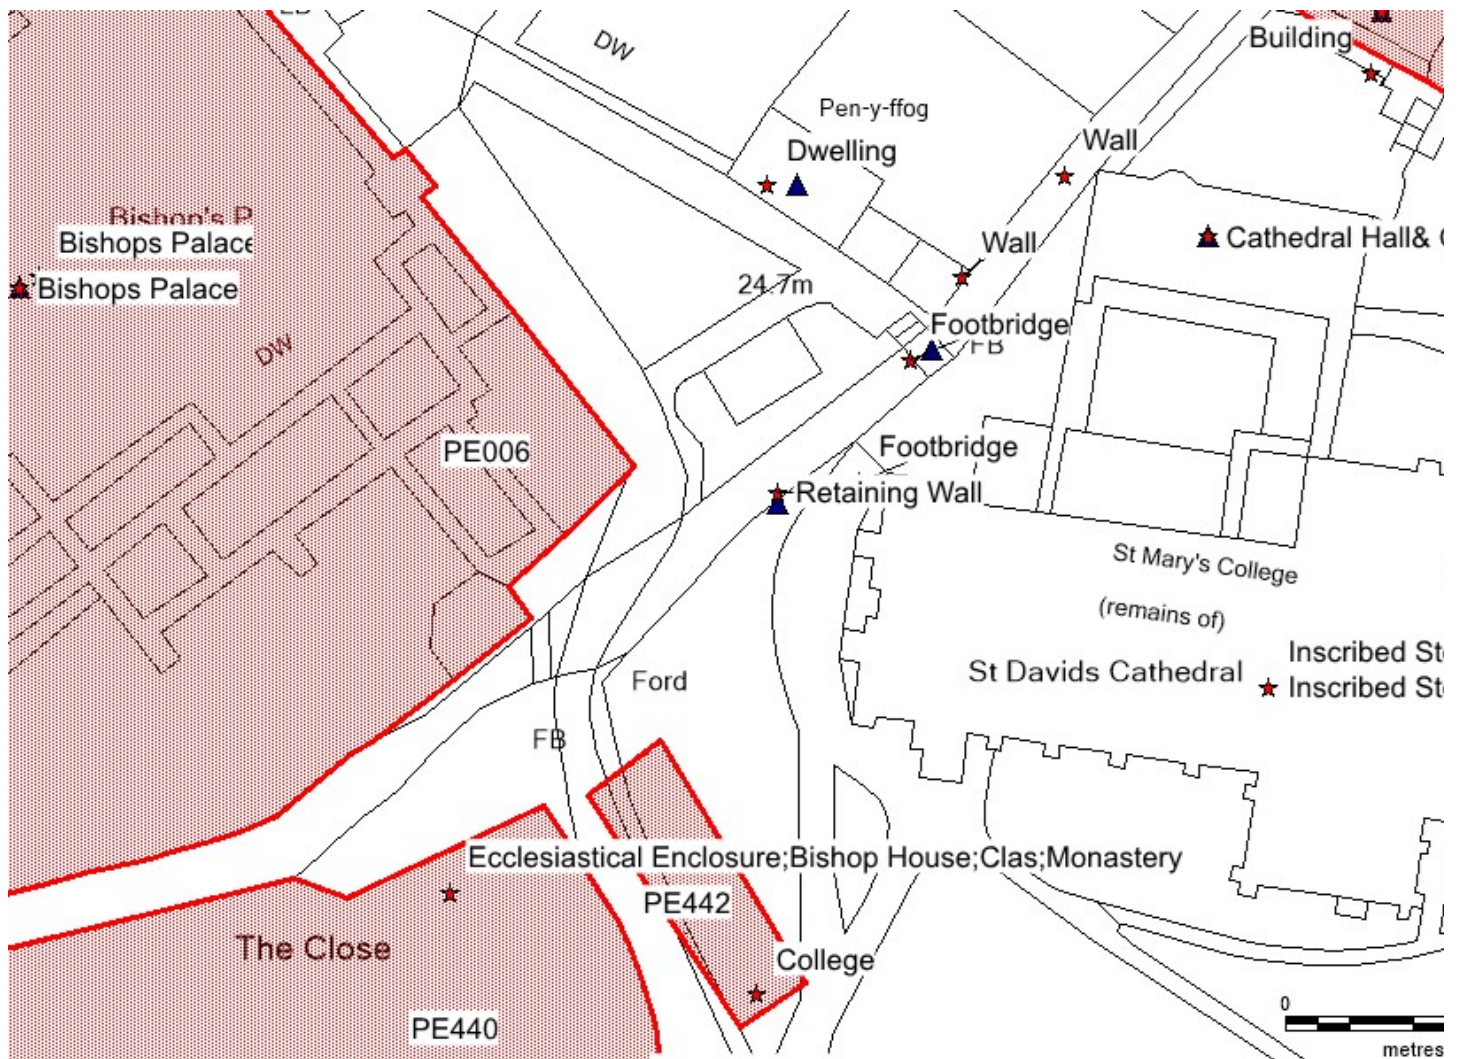 DW
Building
Pen-y-ffog
Dwelling
Wall
Bishop's P
Bishops Palace
Wall
Cathedral Hall&
Bishops Palace
24.7m
Footbridge
FB
DW
PE006
Footbridge
Retaining Wall
St Mary's College
(remains of)
Inscribed
St Davids Cathedral
Inscribed
Ford
FB
Ecclesiastical Enclosure;Bishop House;Clas;Monastery
PE442
The Close
College
0
PE440
metres